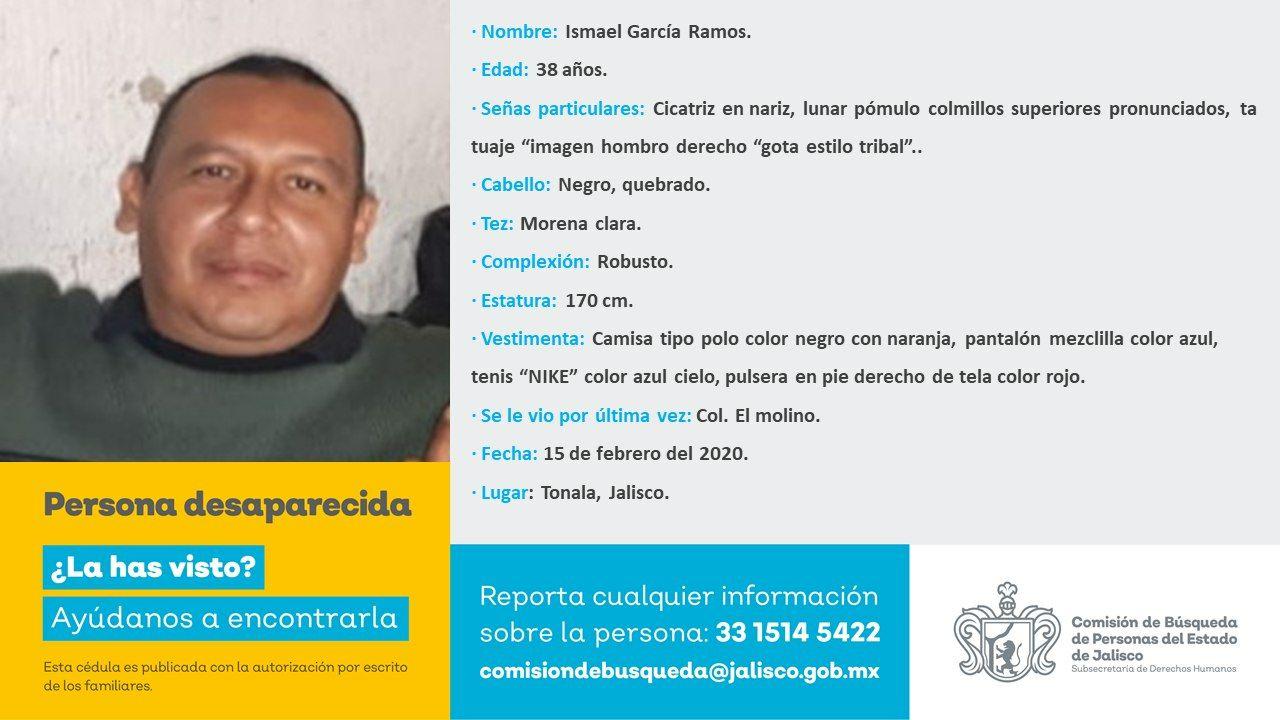 · Nombre: Ismael García Ramos.
· Edad: 38 años.
· Señas particulares: Cicatriz en nariz, lunar pómulo colmillos superiores pronunciados, ta
tuaje “imagen hombro derecho “gota estilo tribal”..
· Cabello: Negro, quebrado.
· Tez: Morena clara.
· Complexión: Robusto.
· Estatura: 170 cm.
· Vestimenta: Camisa tipo polo color negro con naranja, pantalón mezclilla color azul,
tenis “NIKE” color azul cielo, pulsera en pie derecho de tela color rojo.
· Se le vio por última vez: Col. El molino.
· Fecha: 15 de febrero del 2020.
· Lugar: Tonala, Jalisco.
Persona desaparecida
¿La has visto?
Ayúdanos a encontrarla
Esta cédula es publicada con la autorización por escrito
de los familiares.
Reporta cualquier información
sobre la persona: 33 1514 5422
comisiondebusqueda@jalisco.gob.mx
Comisión de Búsqueda
de Personas del Estado
de Jalisco
Subsecretaría de Derechos Humanos